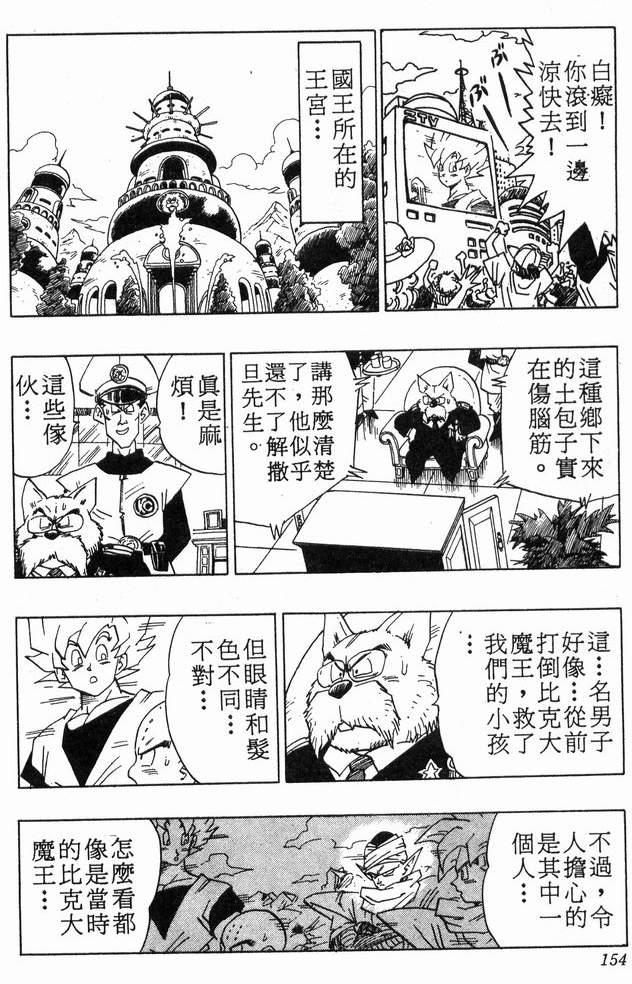 白癡！
你滾到一邊
涼快去！
ぶー
ぶー
ZTV
國王所在的
王宮…
這種鄉下來
的土包子實
在傷腦筋。
講那麼清楚
了，他似乎
還不了解撒
旦先生。
眞是麻
煩！
這些傢
伙…
這…名男子
好像…從前
打倒比克大
魔王，救了
我們的小孩
…
但眼睛和髮
色不同…
不對…
不過，令
人擔心的
是其中一
個人…
怎麼看都
像是當時
的比克大
魔王…
154